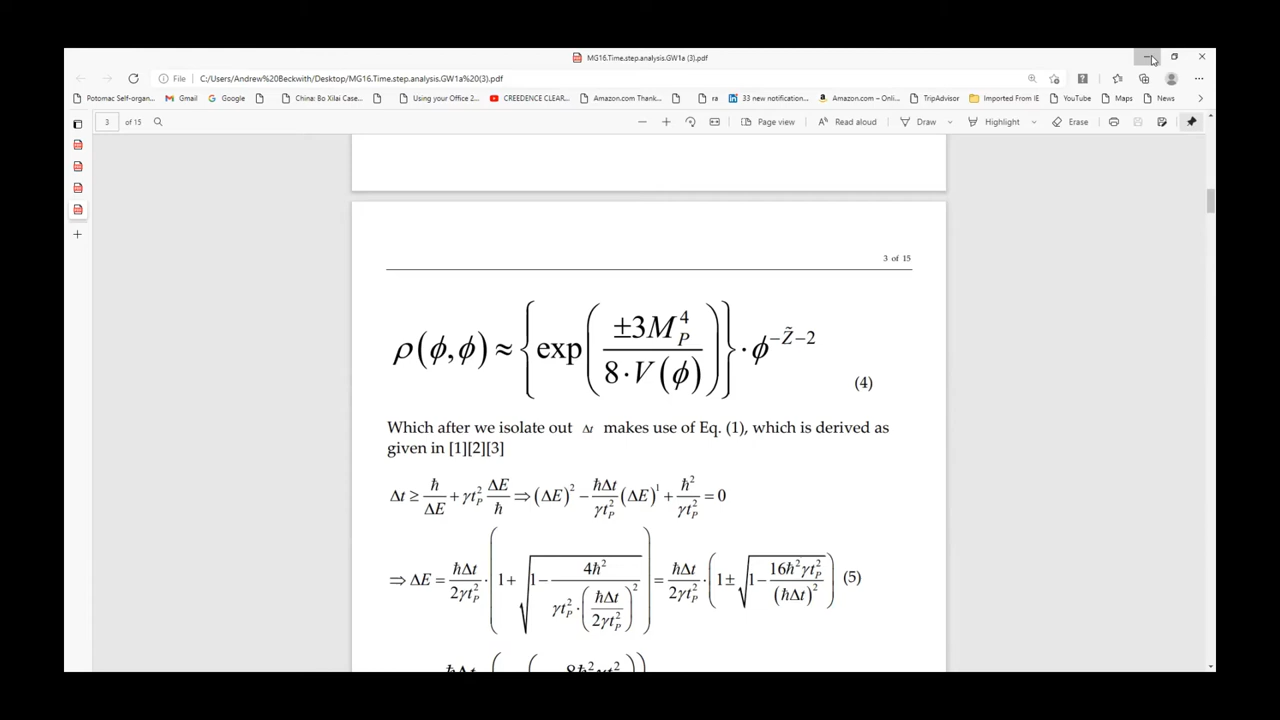 MG16.Time.step.analysis.GW1a (3).pdf
File C:/Users/Andrew%20Beckwith/Desktop/MG16.Time.step.analysis.GW1a%20(3).pdf
Potomac Self-organ... Gmail Google China: Bo Xilai Case... Using your Office 2... CREEDENCE CLEAR... Amazon.com Thank... ra 33 new notification... Amazon.com – Onli... TripAdvisor Imported From IE YouTube Maps News
3 of 15 Page view Read aloud Draw Highlight Erase
3 of 15
ρ(ϕ,ϕ) ≈ {exp(±3M_P^4 / 8·V(ϕ))}·ϕ^{−Z̃−2} (4)
Which after we isolate out Δt makes use of Eq. (1), which is derived as
given in [1][2][3]
Δt ≥ ħ/ΔE + γt_P^2 ΔE/ħ ⇒ (ΔE)^2 − ħΔt/γt_P^2 (ΔE)^1 + ħ^2/γt_P^2 = 0
⇒ ΔE = ħΔt/2γt_P^2 · (1+√(1− 4ħ^2/(γt_P^2·(ħΔt/2γt_P^2)^2))) = ħΔt/2γt_P^2 · (1±√(1− 16ħ^2γt_P^2/(ħΔt)^2)) (5)